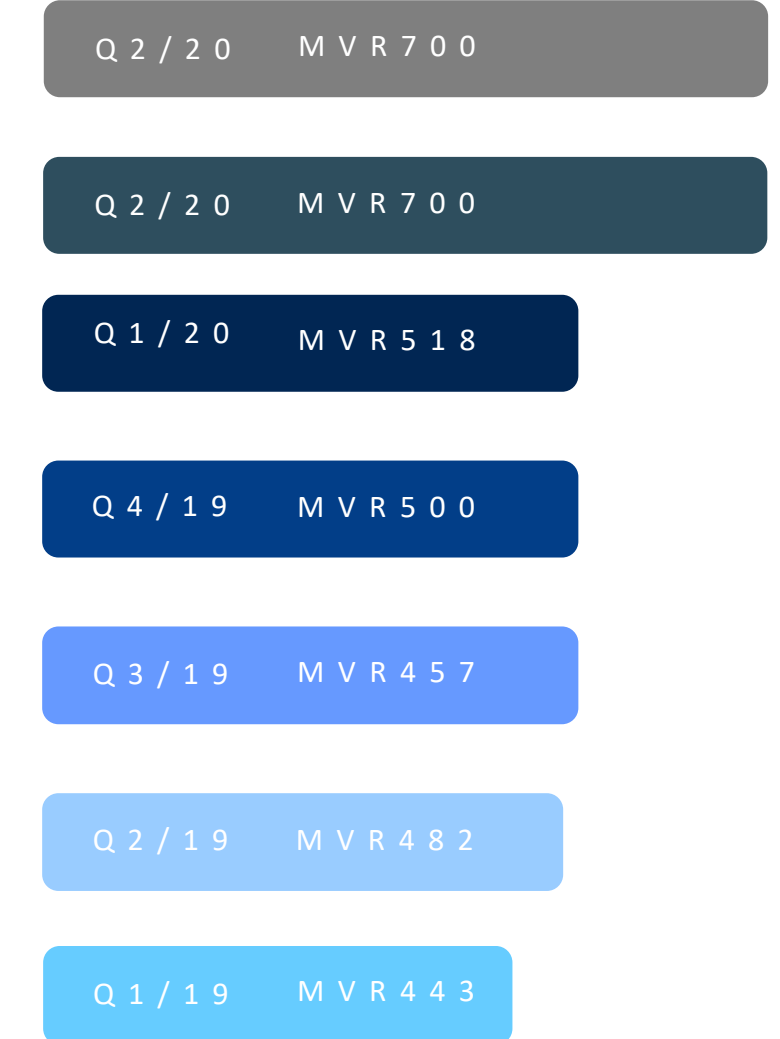 Q2/20 MVR700
Q2/20 MVR700
Q1/20 MVR518
Q4/19 MVR500
Q3/19 MVR457
Q2/19 MVR482
Q1/19 MVR443